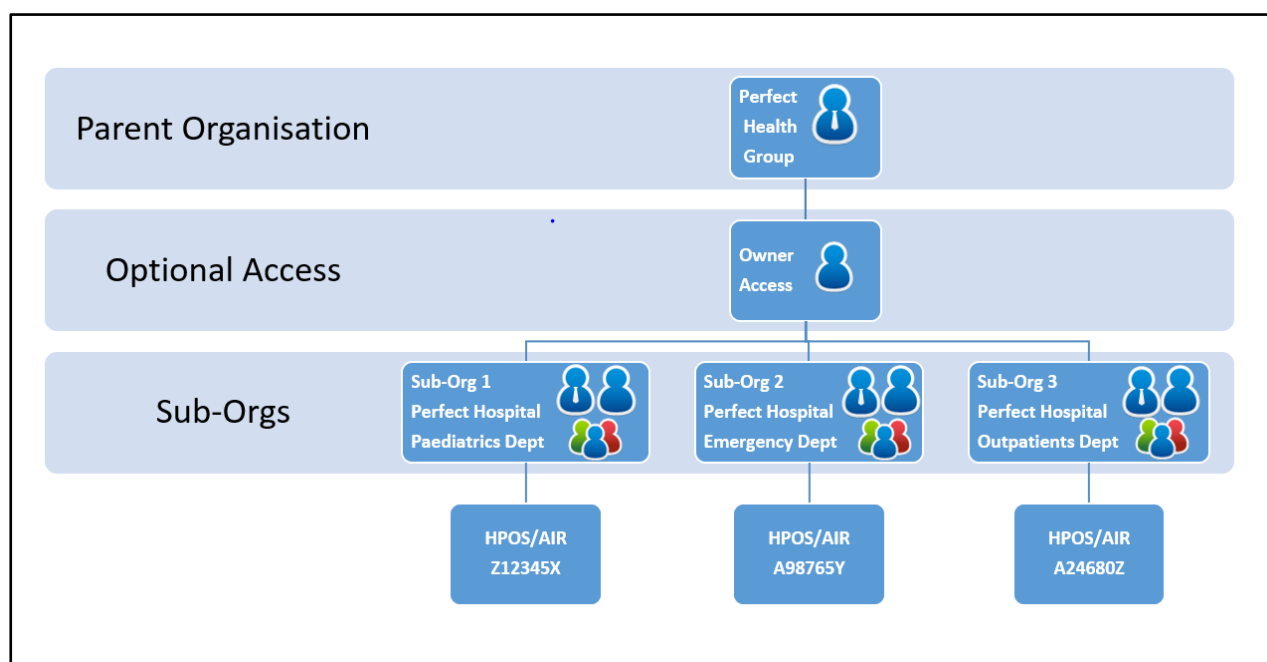 Parent Organisation
Perfect
Health
Group
Optional Access
Owner
Access
Sub-Orgs
Sub-Org 1
Perfect Hospital
Paediatrics Dept
Sub-Org 2
Perfect Hospital
Emergency Dept
Sub-Org 3
Perfect Hospital
Outpatients Dept
HPOS/AIR
Z12345X
HPOS/AIR
A98765Y
HPOS/AIR
A24680Z